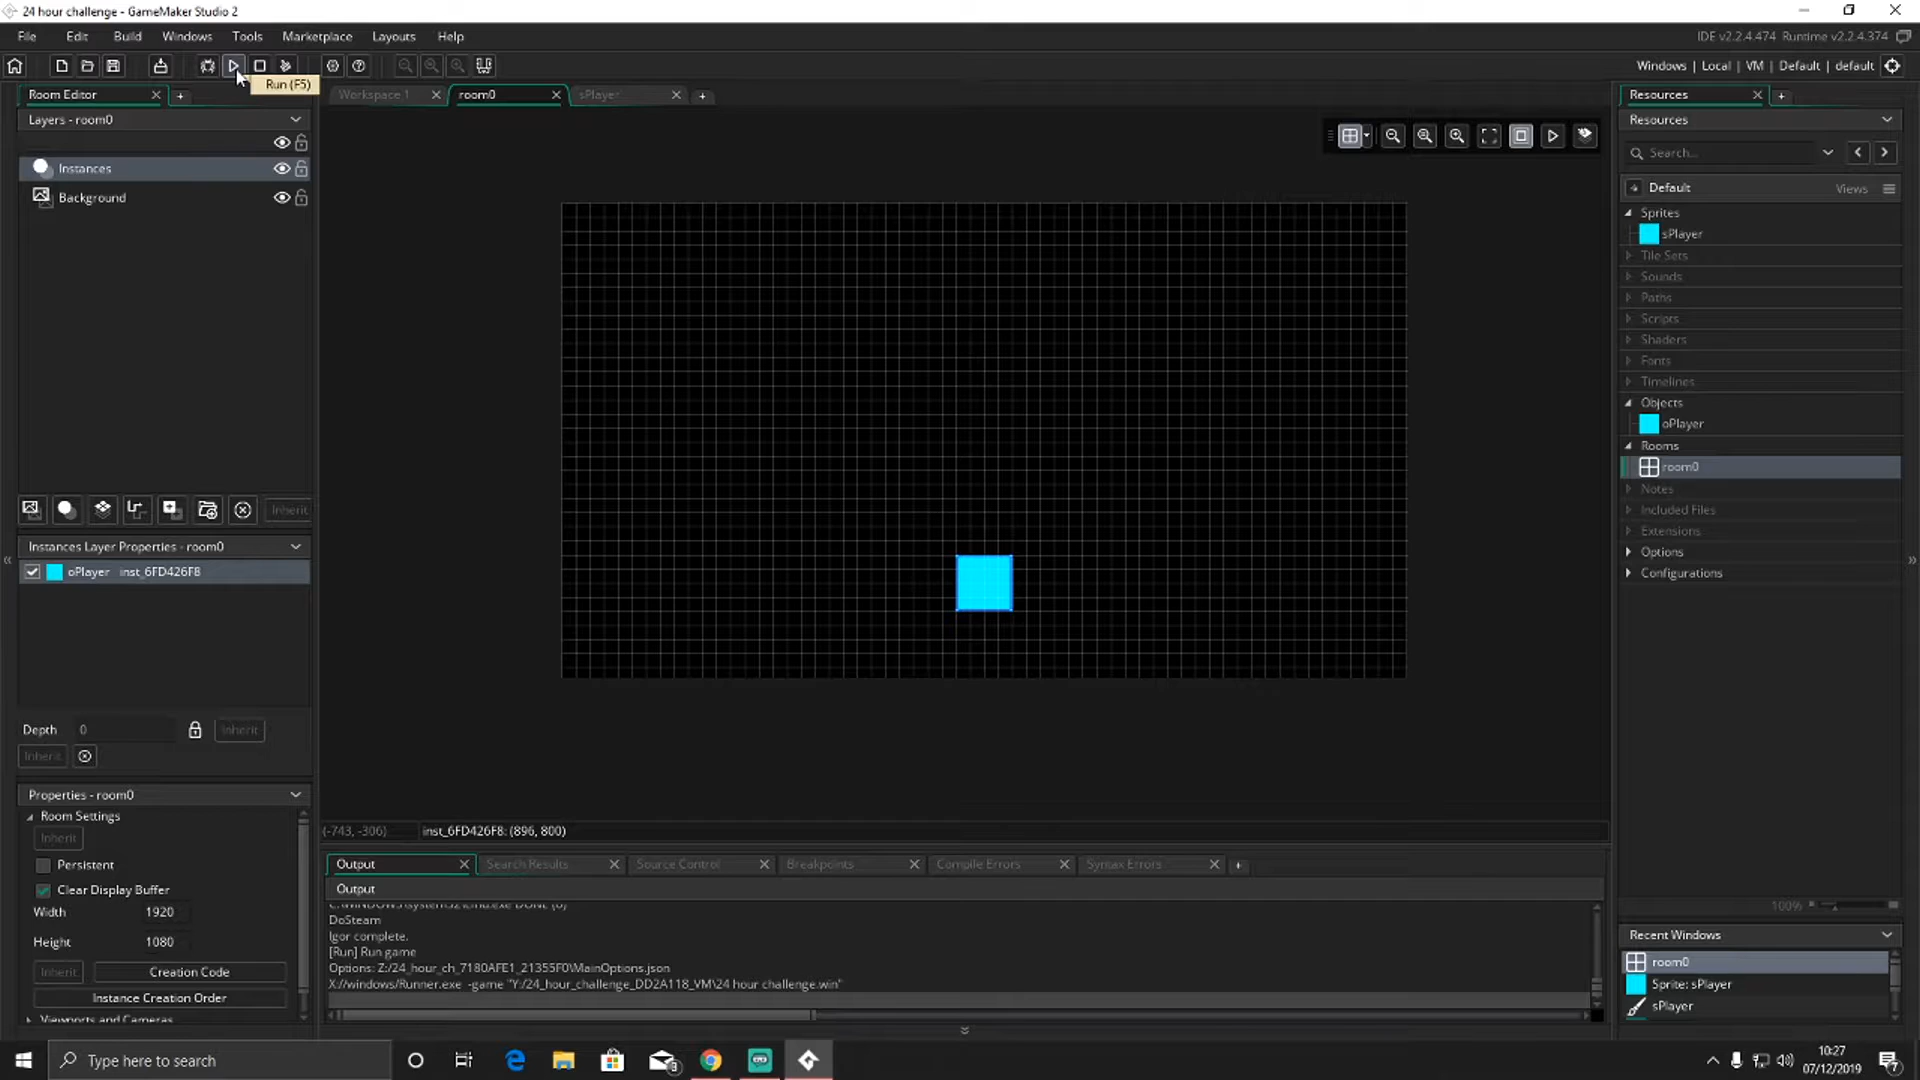 24 hour challenge - GameMaker Studio 2
File Edit Build Windows Tools Marketplace Layouts Help
IDE v2.2.4.474 Runtime v2.2.4.374
Run (F5)
Windows | Local | VM | Default | default
Room Editor
Workspace 1
room0
sPlayer
Resources
Layers - room0
Resources
Search...
Instances
Background
Default
Views
Sprites
sPlayer
Tile Sets
Sounds
Paths
Scripts
Shaders
Fonts
Timelines
Objects
oPlayer
Rooms
room0
Notes
Included Files
Extensions
Options
Configurations
Inherit
Instances Layer Properties - room0
oPlayer inst_6FD426F8
Depth 0 Inherit
Inherit
Properties - room0
Room Settings
Inherit
Persistent
Clear Display Buffer
Width 1920
Height 1080
Inherit Creation Code
Instance Creation Order
Viewports and Cameras
(-743, -306) inst_6FD426F8: (896, 800)
Output Search Results Source Control Breakpoints Compile Errors Syntax Errors
Output
DoSteam
Igor complete.
[Run] Run game
Options: Z:/24_hour_ch_7180AFE1_21355F0\MainOptions.json
X://windows/Runner.exe -game "Y:/24_hour_challenge_DD2A118_VM\24 hour challenge.win"
100%
Recent Windows
room0
Sprite: sPlayer
sPlayer
Type here to search
10:27
07/12/2019